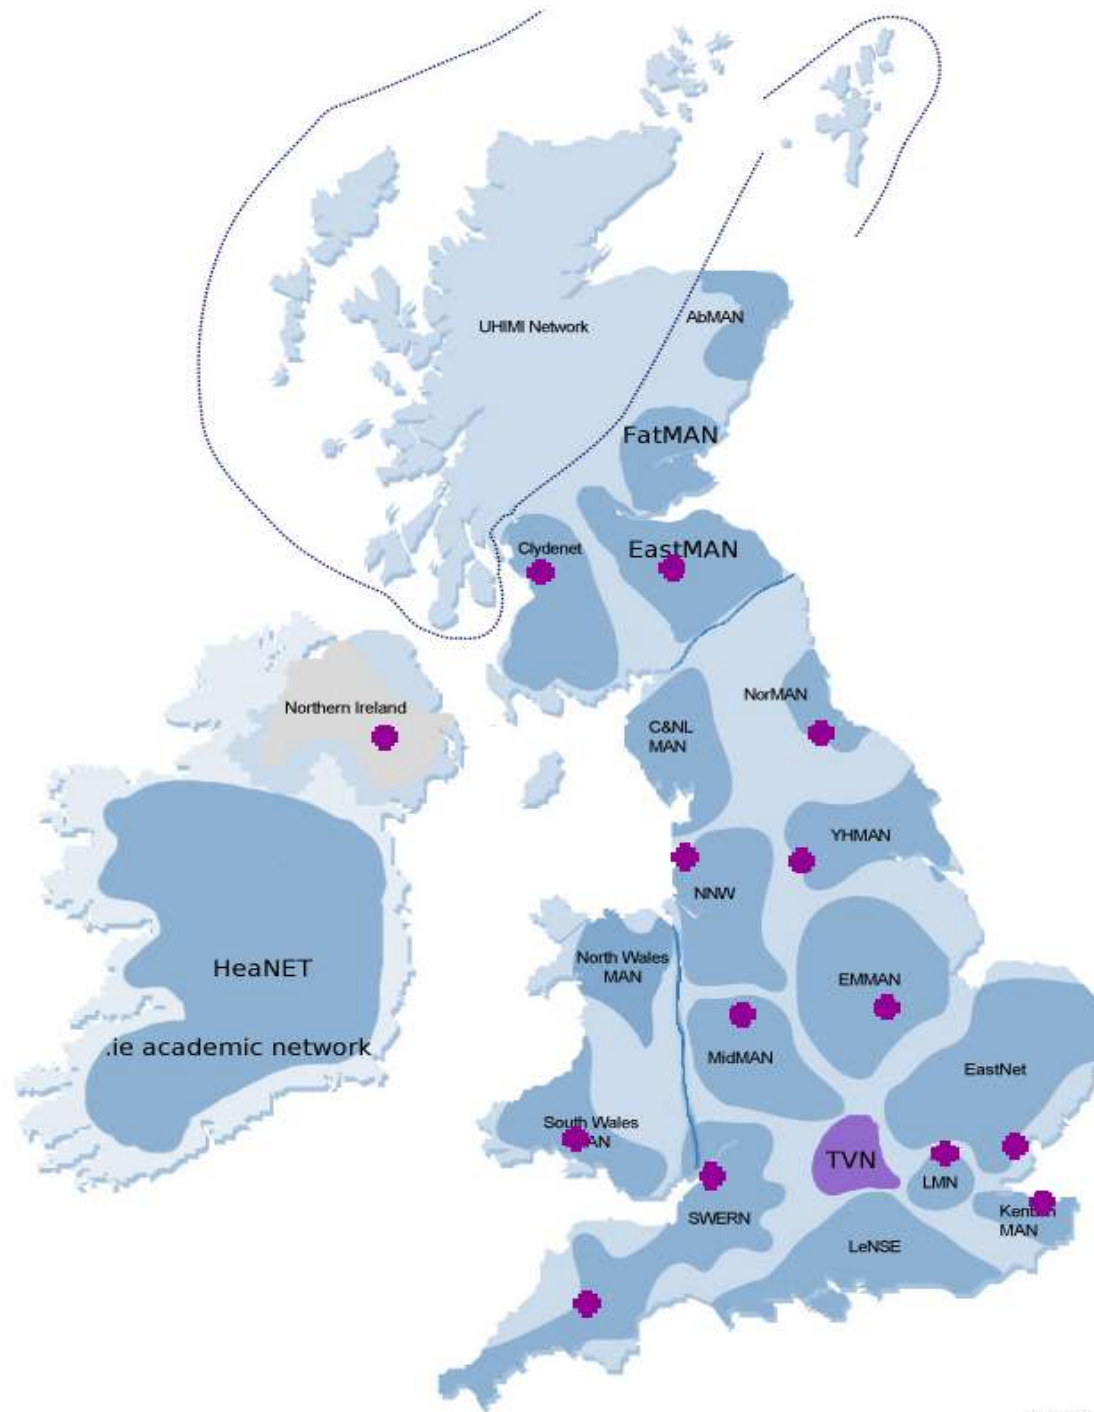 UHIMI Network
AbMAN
FatMAN
Clydenet
EastMAN
Northern Ireland
NorMAN
C&NL
MAN
YHMAN
NNW
HeaNET
North Wales
MAN
EMMAN
.ie academic network
MidMAN
EastNet
South Wales
TVN
LMN
SWERN
MAN
LeNSE